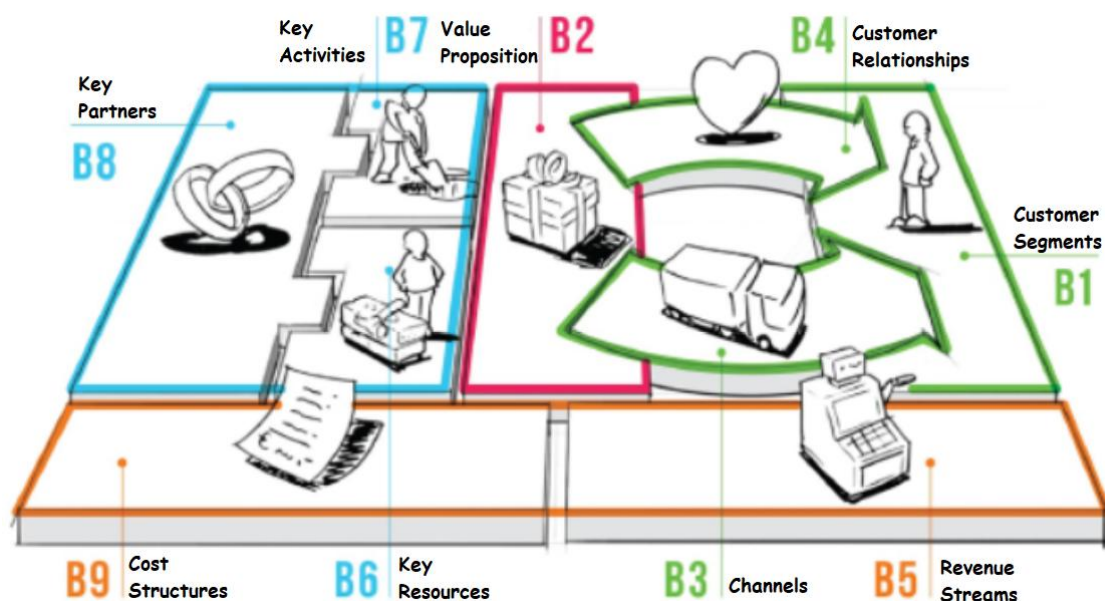 Key
Activities
B7
Value
Proposition
B2
B4
Customer
Relationships
Key
Partners
B8
Customer
Segments
B1
B9
Cost
Structures
B6
Key
Resources
B3
Channels
B5
Revenue
Streams